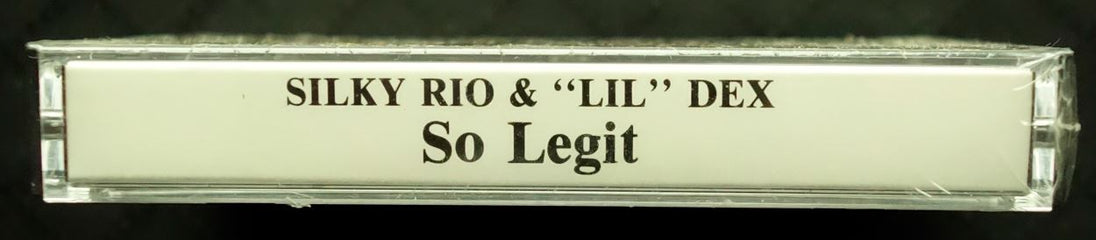 SILKY RIO & “LIL” DEX
So Legit